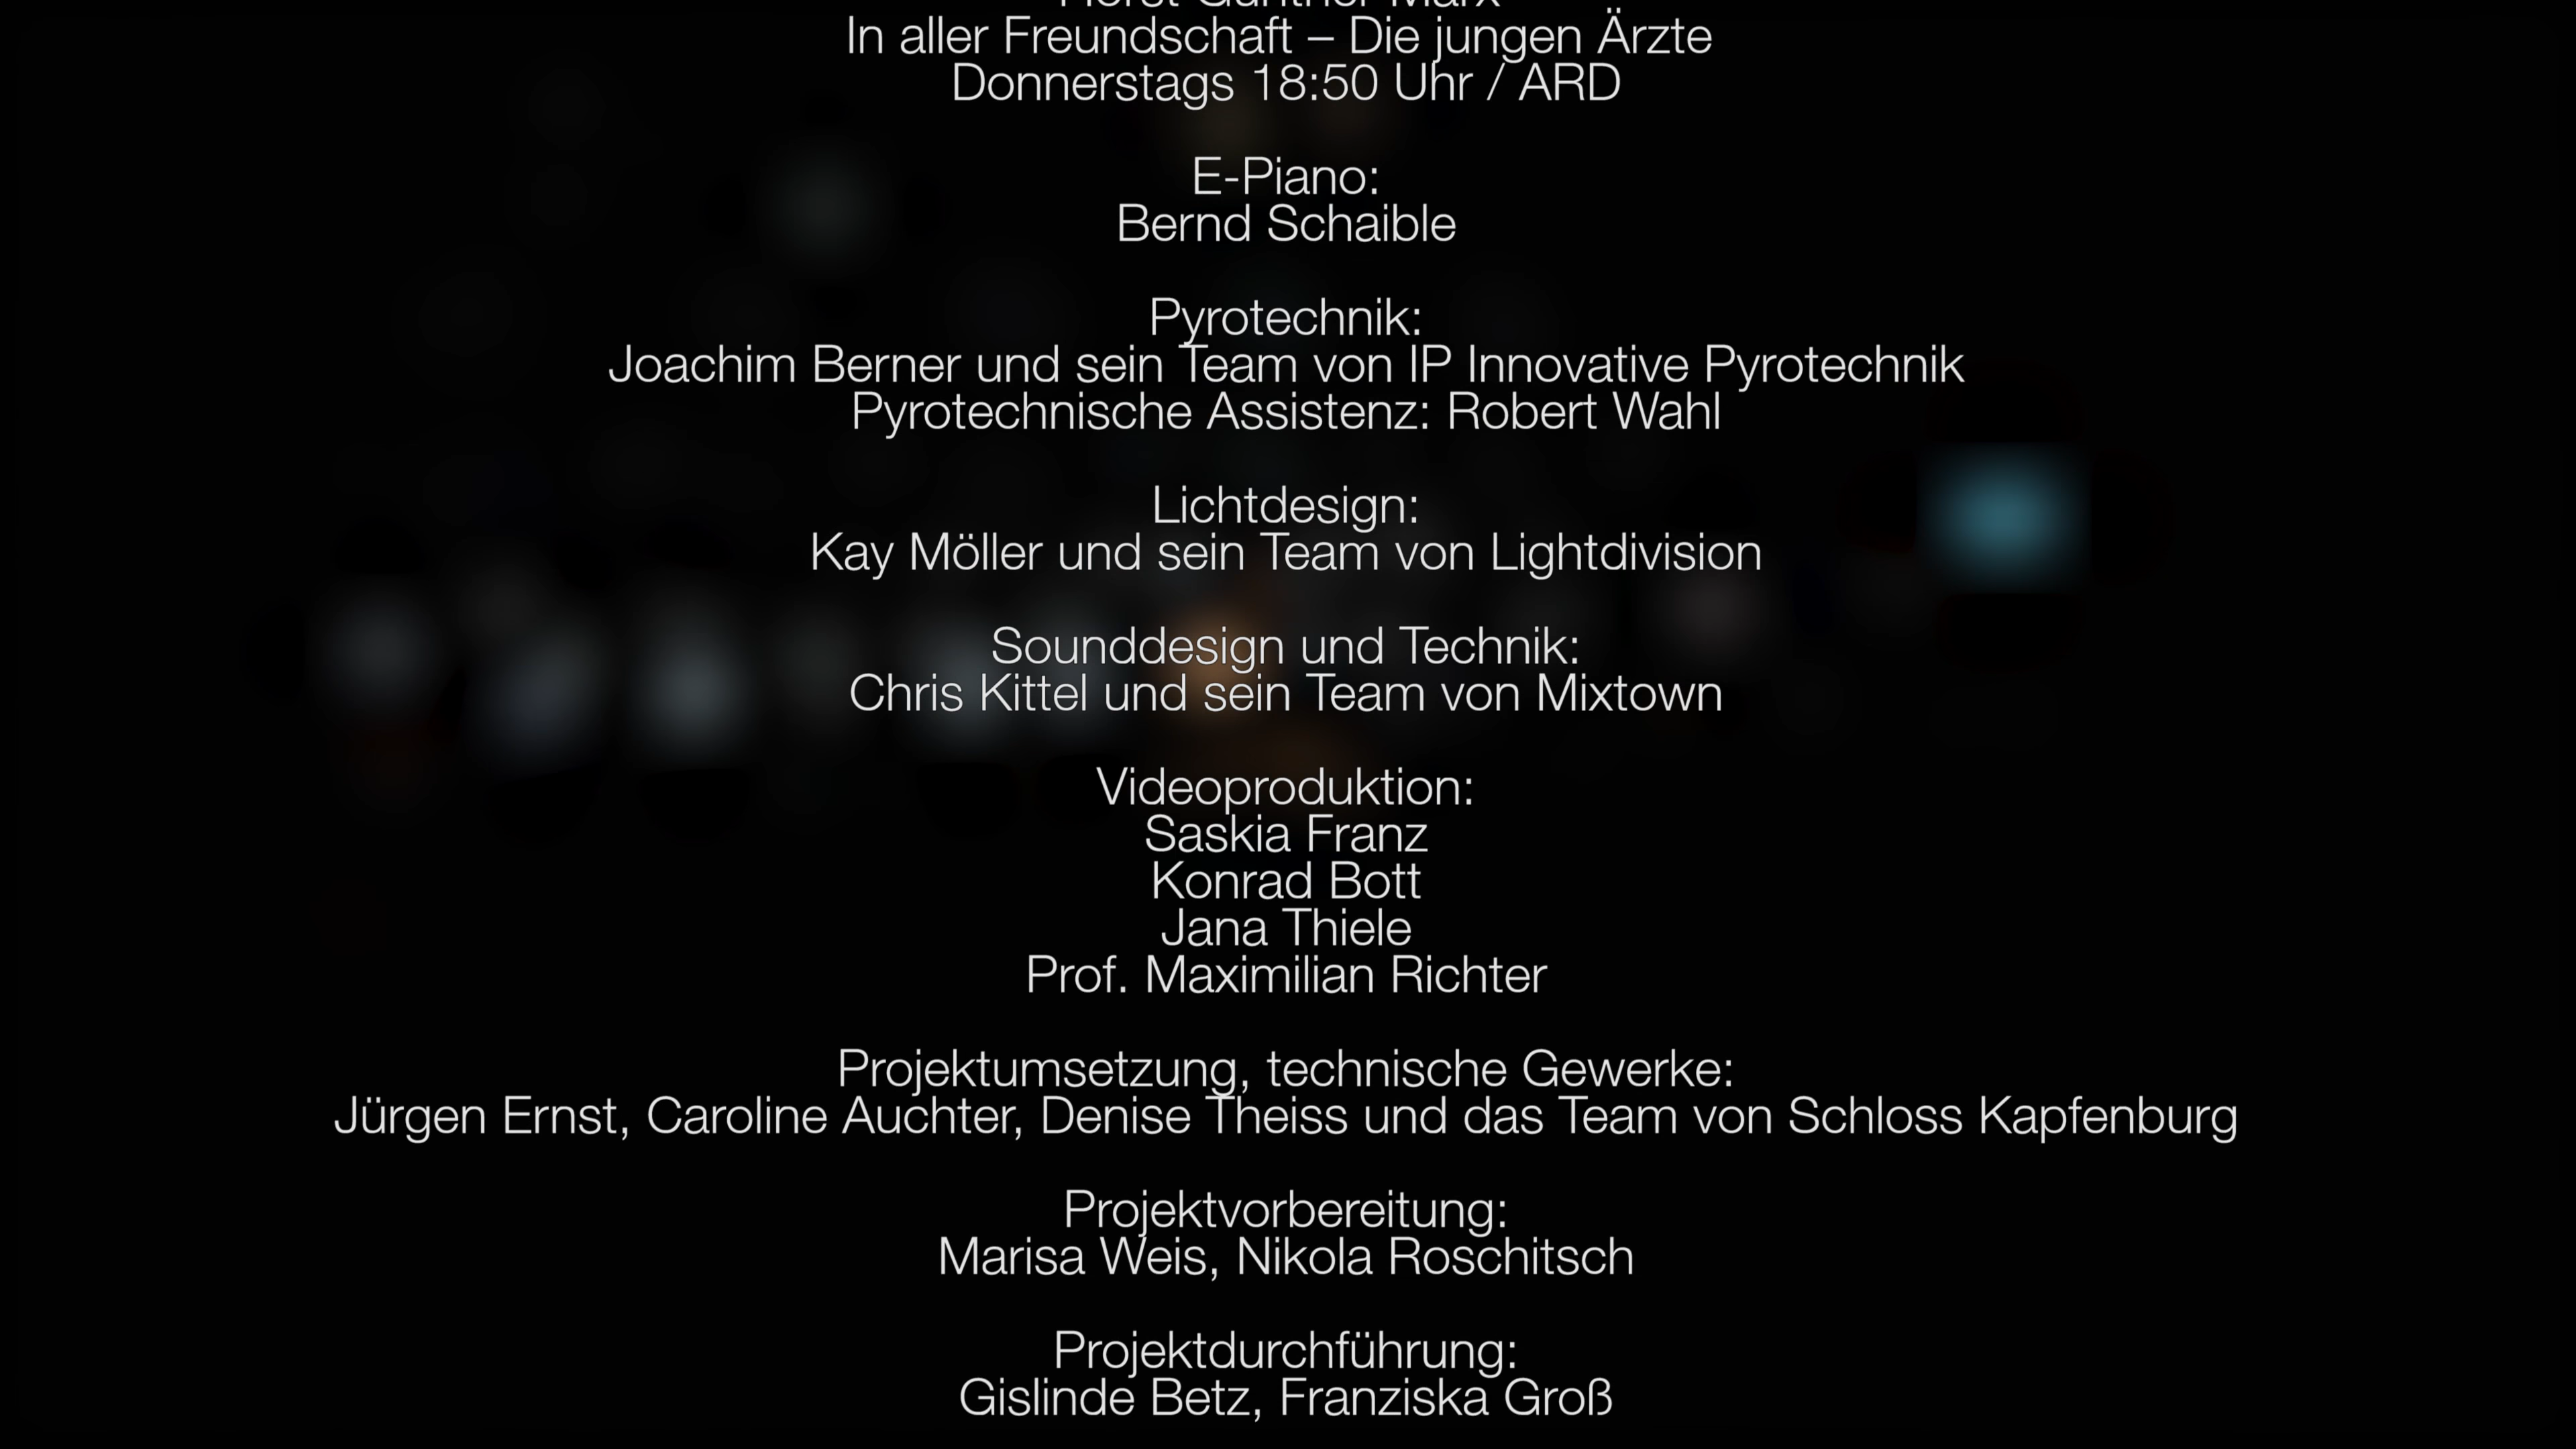 Horst Günther Marx
In aller Freundschaft – Die jungen Ärzte
Donnerstags 18:50 Uhr / ARD
E-Piano:
Bernd Schaible
Pyrotechnik:
Joachim Berner und sein Team von IP Innovative Pyrotechnik
Pyrotechnische Assistenz: Robert Wahl
Lichtdesign:
Kay Möller und sein Team von Lightdivision
Sounddesign und Technik:
Chris Kittel und sein Team von Mixtown
Videoproduktion:
Saskia Franz
Konrad Bott
Jana Thiele
Prof. Maximilian Richter
Projektumsetzung, technische Gewerke:
Jürgen Ernst, Caroline Auchter, Denise Theiss und das Team von Schloss Kapfenburg
Projektvorbereitung:
Marisa Weis, Nikola Roschitsch
Projektdurchführung:
Gislinde Betz, Franziska Groß